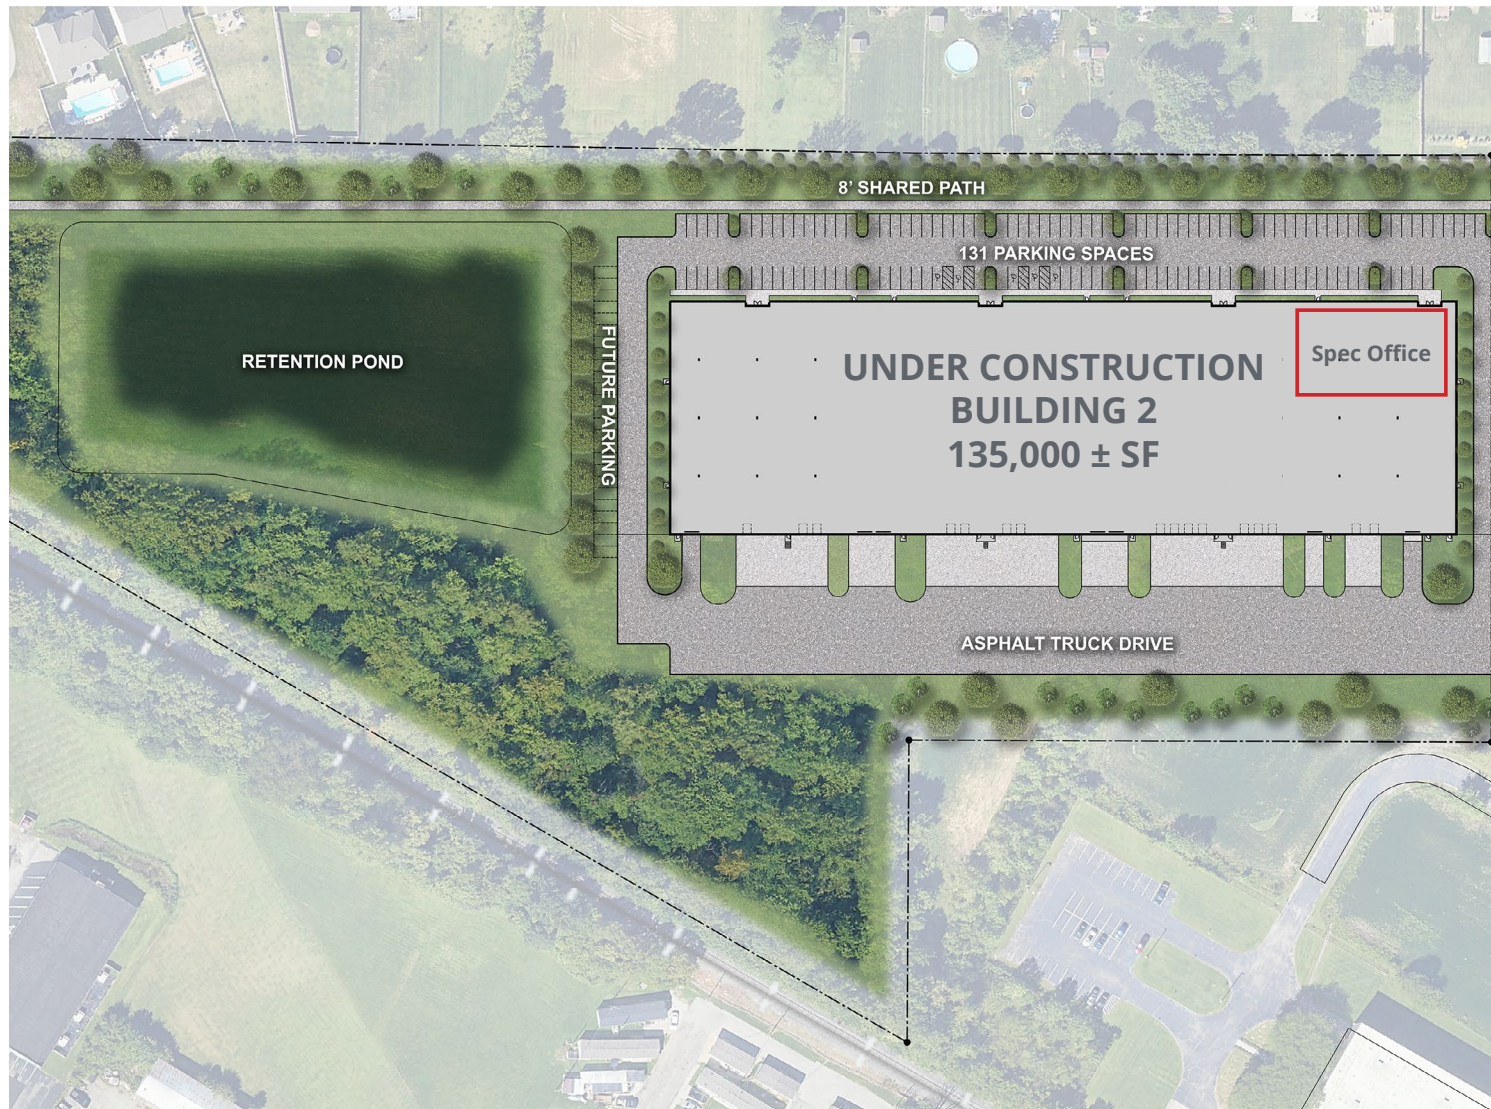 8' SHARED PATH
131 PARKING SPACES
RETENTION POND
FUTURE PARKING
UNDER CONSTRUCTION
BUILDING 2
135,000 ± SF
Spec Office
ASPHALT TRUCK DRIVE